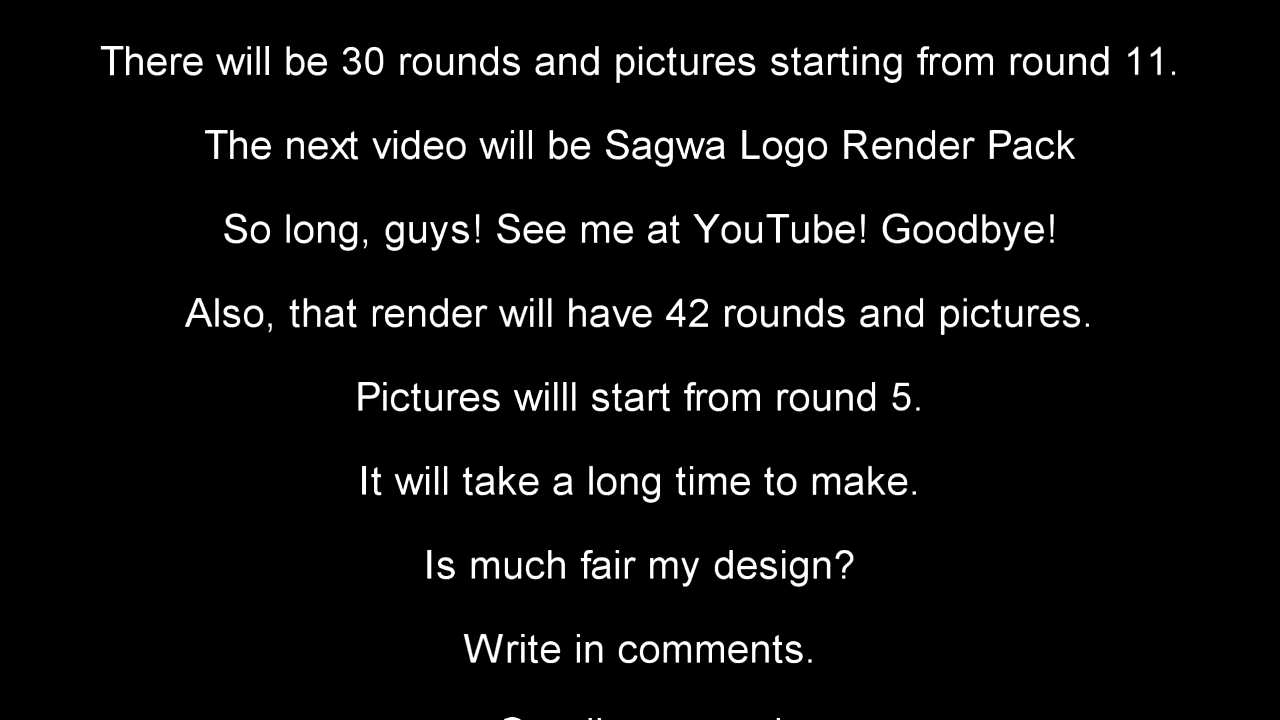 There will be 30 rounds and pictures starting from round 11.
The next video will be Sagwa Logo Render Pack
So long, guys! See me at YouTube! Goodbye!
Also, that render will have 42 rounds and pictures.
Pictures willl start from round 5.
It will take a long time to make.
Is much fair my design?
Write in comments.